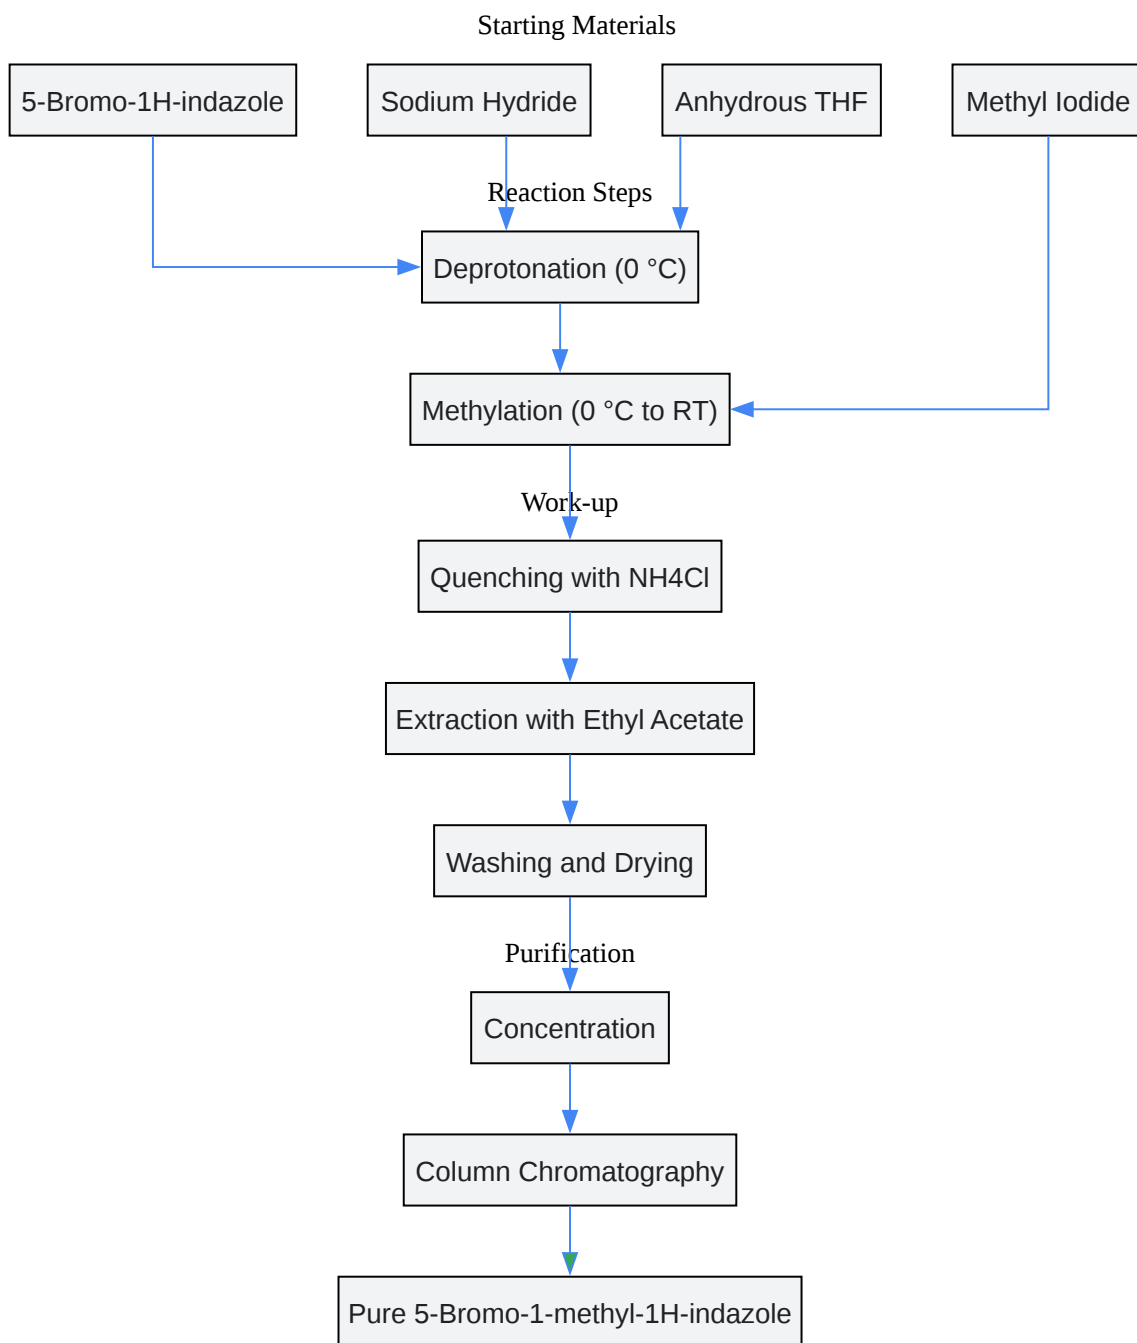 Starting Materials
5-Bromo-1H-indazole
Sodium Hydride
Anhydrous THF
Methyl Iodide
Reaction Steps
Deprotonation (0 °C)
Methylation (0 °C to RT)
Work-up
Quenching with NH4Cl
Extraction with Ethyl Acetate
Washing and Drying
Purification
Concentration
Column Chromatography
Pure 5-Bromo-1-methyl-1H-indazole